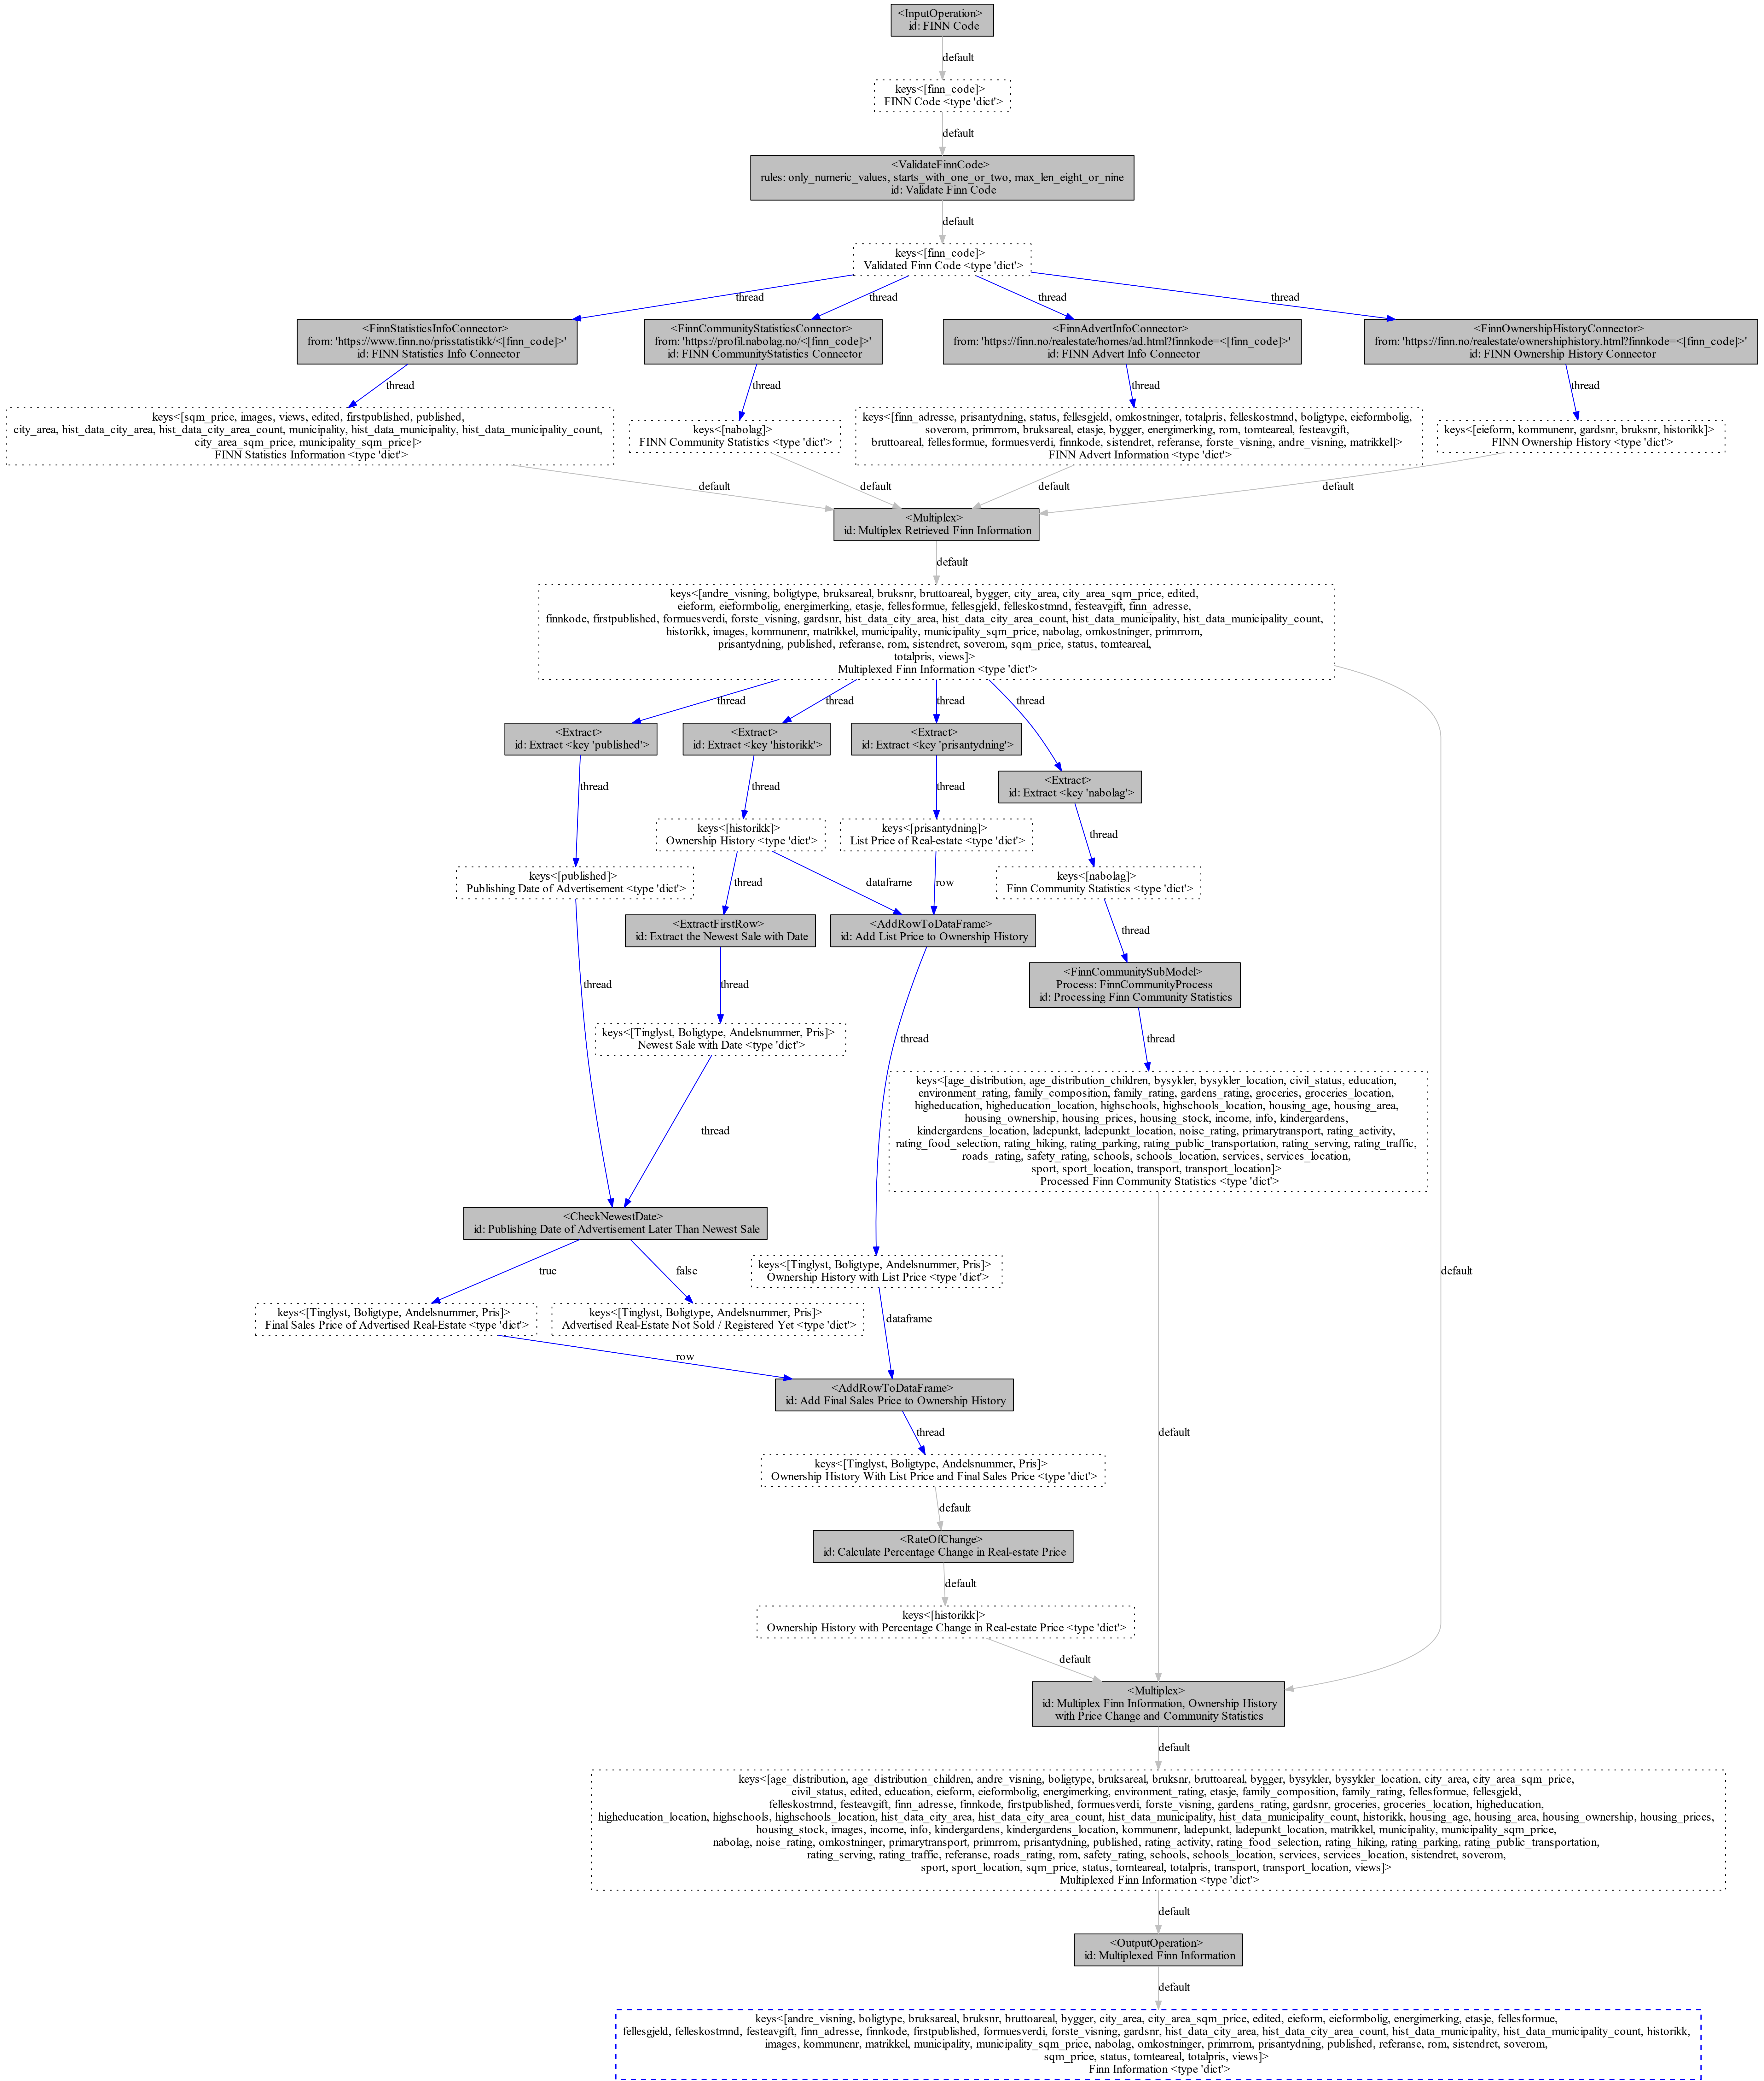 <InputOperation>
id: FINN Code
default
keys<[finn_code]>
FINN Code <type 'dict'>
default
<ValidateFinnCode>
rules: only_numeric_values, starts_with_one_or_two, max_len_eight_or_nine
id: Validate Finn Code
default
keys<[finn_code]>
Validated Finn Code <type 'dict'>
thread
thread
thread
thread
<FinnStatisticsInfoConnector>
from: 'https://www.finn.no/prisstatistikk/<[finn_code]>'
id: FINN Statistics Info Connector
<FinnCommunityStatisticsConnector>
from: 'https://profil.nabolag.no/<[finn_code]>'
id: FINN CommunityStatistics Connector
<FinnAdvertInfoConnector>
from: 'https://finn.no/realestate/homes/ad.html?finnkode=<[finn_code]>'
id: FINN Advert Info Connector
<FinnOwnershipHistoryConnector>
from: 'https://finn.no/realestate/ownershiphistory.html?finnkode=<[finn_code]>'
id: FINN Ownership History Connector
thread
thread
thread
thread
keys<[sqm_price, images, views, edited, firstpublished, published,
city_area, hist_data_city_area, hist_data_city_area_count, municipality, hist_data_municipality, hist_data_municipality_count,
city_area_sqm_price, municipality_sqm_price]>
FINN Statistics Information <type 'dict'>
keys<[nabolag]>
FINN Community Statistics <type 'dict'>
keys<[finn_adresse, prisantydning, status, fellesgjeld, omkostninger, totalpris, felleskostmnd, boligtype, eieformbolig,
soverom, primrrom, bruksareal, etasje, bygger, energimerking, rom, tomteareal, festeavgift,
bruttoareal, fellesformue, formuesverdi, finnkode, sistendret, referanse, forste_visning, andre_visning, matrikkel]>
FINN Advert Information <type 'dict'>
keys<[eieform, kommunenr, gardsnr, bruksnr, historikk]>
FINN Ownership History <type 'dict'>
default
default
default
default
<Multiplex>
id: Multiplex Retrieved Finn Information
default
keys<[andre_visning, boligtype, bruksareal, bruksnr, bruttoareal, bygger, city_area, city_area_sqm_price, edited,
eieform, eieformbolig, energimerking, etasje, fellesformue, fellesgjeld, felleskostmnd, festeavgift, finn_adresse,
finnkode, firstpublished, formuesverdi, forste_visning, gardsnr, hist_data_city_area, hist_data_city_area_count, hist_data_municipality, hist_data_municipality_count,
historikk, images, kommunenr, matrikkel, municipality, municipality_sqm_price, nabolag, omkostninger, primrrom,
prisantydning, published, referanse, rom, sistendret, soverom, sqm_price, status, tomteareal,
totalpris, views]>
Multiplexed Finn Information <type 'dict'>
thread
thread
thread
thread
<Extract>
id: Extract <key 'published'>
<Extract>
id: Extract <key 'historikk'>
<Extract>
id: Extract <key 'prisantydning'>
<Extract>
id: Extract <key 'nabolag'>
thread
thread
thread
thread
keys<[historikk]>
Ownership History <type 'dict'>
keys<[prisantydning]>
List Price of Real-estate <type 'dict'>
keys<[published]>
Publishing Date of Advertisement <type 'dict'>
keys<[nabolag]>
Finn Community Statistics <type 'dict'>
thread
dataframe
row
<ExtractFirstRow>
id: Extract the Newest Sale with Date
<AddRowToDataFrame>
id: Add List Price to Ownership History
thread
<FinnCommunitySubModel>
Process: FinnCommunityProcess
id: Processing Finn Community Statistics
thread
thread
keys<[Tinglyst, Boligtype, Andelsnummer, Pris]>
Newest Sale with Date <type 'dict'>
thread
thread
keys<[age_distribution, age_distribution_children, bysykler, bysykler_location, civil_status, education,
environment_rating, family_composition, family_rating, gardens_rating, groceries, groceries_location,
higheducation, higheducation_location, highschools, highschools_location, housing_age, housing_area,
housing_ownership, housing_prices, housing_stock, income, info, kindergardens,
kindergardens_location, ladepunkt, ladepunkt_location, noise_rating, primarytransport, rating_activity,
rating_food_selection, rating_hiking, rating_parking, rating_public_transportation, rating_serving, rating_traffic,
roads_rating, safety_rating, schools, schools_location, services, services_location,
sport, sport_location, transport, transport_location]>
Processed Finn Community Statistics <type 'dict'>
thread
<CheckNewestDate>
id: Publishing Date of Advertisement Later Than Newest Sale
true
false
default
keys<[Tinglyst, Boligtype, Andelsnummer, Pris]>
Ownership History with List Price <type 'dict'>
keys<[Tinglyst, Boligtype, Andelsnummer, Pris]>
Final Sales Price of Advertised Real-Estate <type 'dict'>
keys<[Tinglyst, Boligtype, Andelsnummer, Pris]>
Advertised Real-Estate Not Sold / Registered Yet <type 'dict'>
dataframe
row
<AddRowToDataFrame>
id: Add Final Sales Price to Ownership History
thread
default
keys<[Tinglyst, Boligtype, Andelsnummer, Pris]>
Ownership History With List Price and Final Sales Price <type 'dict'>
default
<RateOfChange>
id: Calculate Percentage Change in Real-estate Price
default
keys<[historikk]>
Ownership History with Percentage Change in Real-estate Price <type 'dict'>
default
<Multiplex>
id: Multiplex Finn Information, Ownership History
with Price Change and Community Statistics
default
keys<[age_distribution, age_distribution_children, andre_visning, boligtype, bruksareal, bruksnr, bruttoareal, bygger, bysykler, bysykler_location, city_area, city_area_sqm_price,
civil_status, edited, education, eieform, eieformbolig, energimerking, environment_rating, etasje, family_composition, family_rating, fellesformue, fellesgjeld,
felleskostmnd, festeavgift, finn_adresse, finnkode, firstpublished, formuesverdi, forste_visning, gardens_rating, gardsnr, groceries, groceries_location, higheducation,
higheducation_location, highschools, highschools_location, hist_data_city_area, hist_data_city_area_count, hist_data_municipality, hist_data_municipality_count, historikk, housing_age, housing_area, housing_ownership, housing_prices,
housing_stock, images, income, info, kindergardens, kindergardens_location, kommunenr, ladepunkt, ladepunkt_location, matrikkel, municipality, municipality_sqm_price,
nabolag, noise_rating, omkostninger, primarytransport, primrrom, prisantydning, published, rating_activity, rating_food_selection, rating_hiking, rating_parking, rating_public_transportation,
rating_serving, rating_traffic, referanse, roads_rating, rom, safety_rating, schools, schools_location, services, services_location, sistendret, soverom,
sport, sport_location, sqm_price, status, tomteareal, totalpris, transport, transport_location, views]>
Multiplexed Finn Information <type 'dict'>
default
<OutputOperation>
id: Multiplexed Finn Information
default
keys<[andre_visning, boligtype, bruksareal, bruksnr, bruttoareal, bygger, city_area, city_area_sqm_price, edited, eieform, eieformbolig, energimerking, etasje, fellesformue,
fellesgjeld, felleskostmnd, festeavgift, finn_adresse, finnkode, firstpublished, formuesverdi, forste_visning, gardsnr, hist_data_city_area, hist_data_city_area_count, hist_data_municipality, hist_data_municipality_count, historikk,
images, kommunenr, matrikkel, municipality, municipality_sqm_price, nabolag, omkostninger, primrrom, prisantydning, published, referanse, rom, sistendret, soverom,
sqm_price, status, tomteareal, totalpris, views]>
Finn Information <type 'dict'>